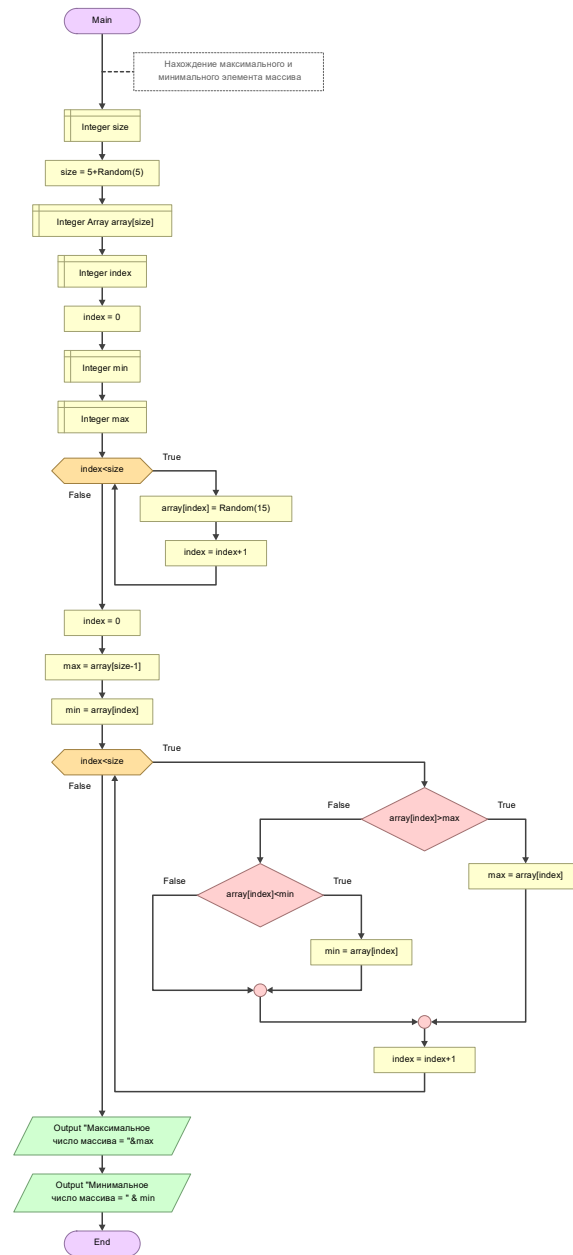 Main
Нахождение максимального и
минимального элемента массива
Integer size
size = 5+Random(5)
Integer Array array[size]
Integer index
index = 0
Integer min
Integer max
index<size
True
False
array[index] = Random(15)
index = index+1
index = 0
max = array[size-1]
min = array[index]
index<size
True
False
array[index]>max
False
True
max = array[index]
array[index]<min
False
True
min = array[index]
index = index+1
Output "Максимальное
число массива = "&max
Output "Минимальное
число массива = " & min
End